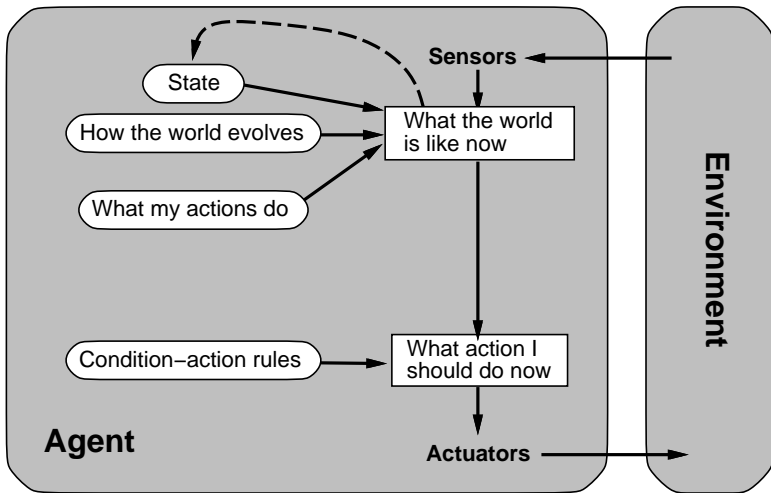 Sensors
State
How the world evolves
What the world
is like now
What my actions do
Environment
Condition−action rules
What action I
should do now
Agent
Actuators